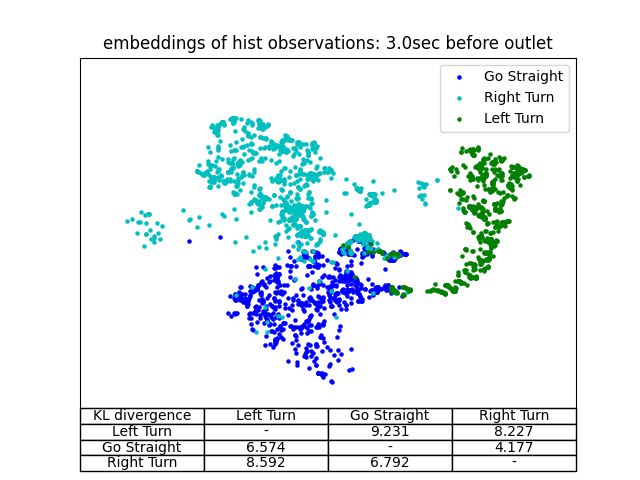 embeddings of hist observations: 3.0sec before outlet
Go Straight
Right Turn
Left Turn
KL divergence Left Turn Go Straight Right Turn
Left Turn - 9.231 8.227
Go Straight 6.574 - 4.177
Right Turn 8.592 6.792 -